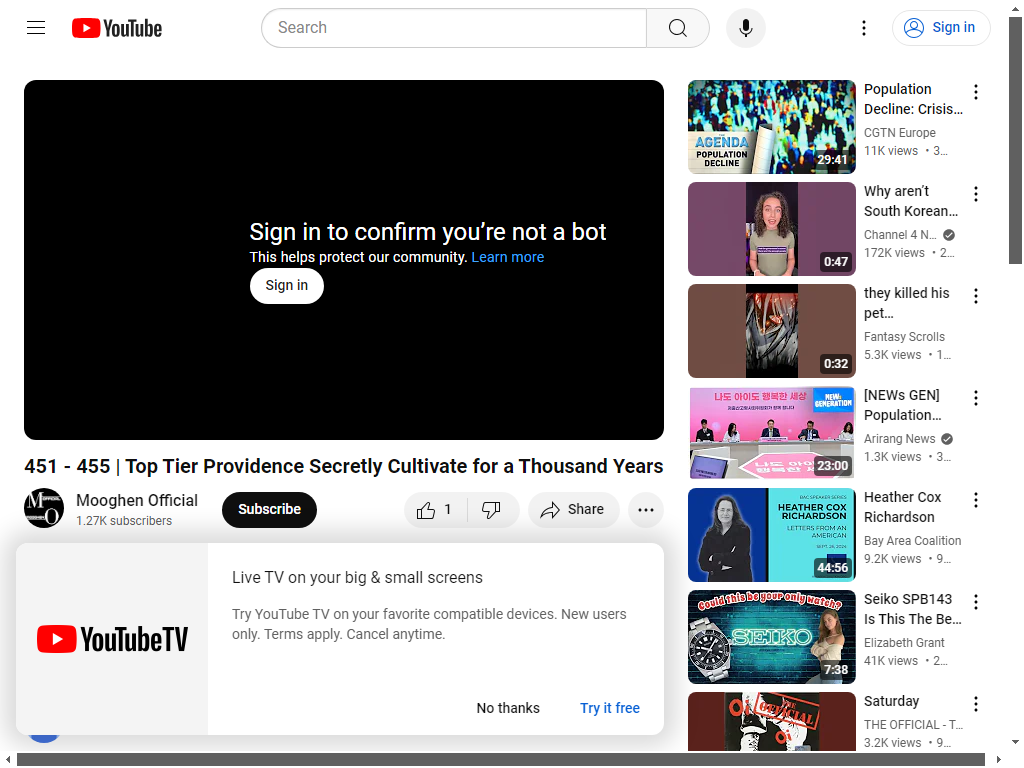 YouTube
Search
Sign in
Sign in to confirm you’re not a bot
This helps protect our community. Learn more
Sign in
451 - 455 | Top Tier Providence Secretly Cultivate for a Thousand Years
Mooghen Official
1.27K subscribers
Subscribe
1
Share
Live TV on your big & small screens
Try YouTube TV on your favorite compatible devices. New users
only. Terms apply. Cancel anytime.
YouTubeTV
No thanks
Try it free
AGENDA
POPULATION
DECLINE
29:41
Population
Decline: Crisis…
CGTN Europe
11K views • 3…
0:47
Why aren’t
South Korean…
Channel 4 N…
172K views • 2…
0:32
they killed his
pet…
Fantasy Scrolls
5.3K views • 1…
나도 아이도 행복한 세상
NEW:
GENERATION
23:00
[NEWs GEN]
Population…
Arirang News
1.3K views • 3…
BAC SPEAKER SERIES
HEATHER COX
RICHARDSON
LETTERS FROM AN
AMERICAN
SEPT. 26, 2024
44:56
Heather Cox
Richardson
Bay Area Coalition
9.2K views • 9…
Could this be your only watch?
SEIKO
7:38
Seiko SPB143
Is This The Be…
Elizabeth Grant
41K views • 2…
Oi
THE
OFFICIAL
Oi
Saturday
THE OFFICIAL - T…
3.2K views • 9…